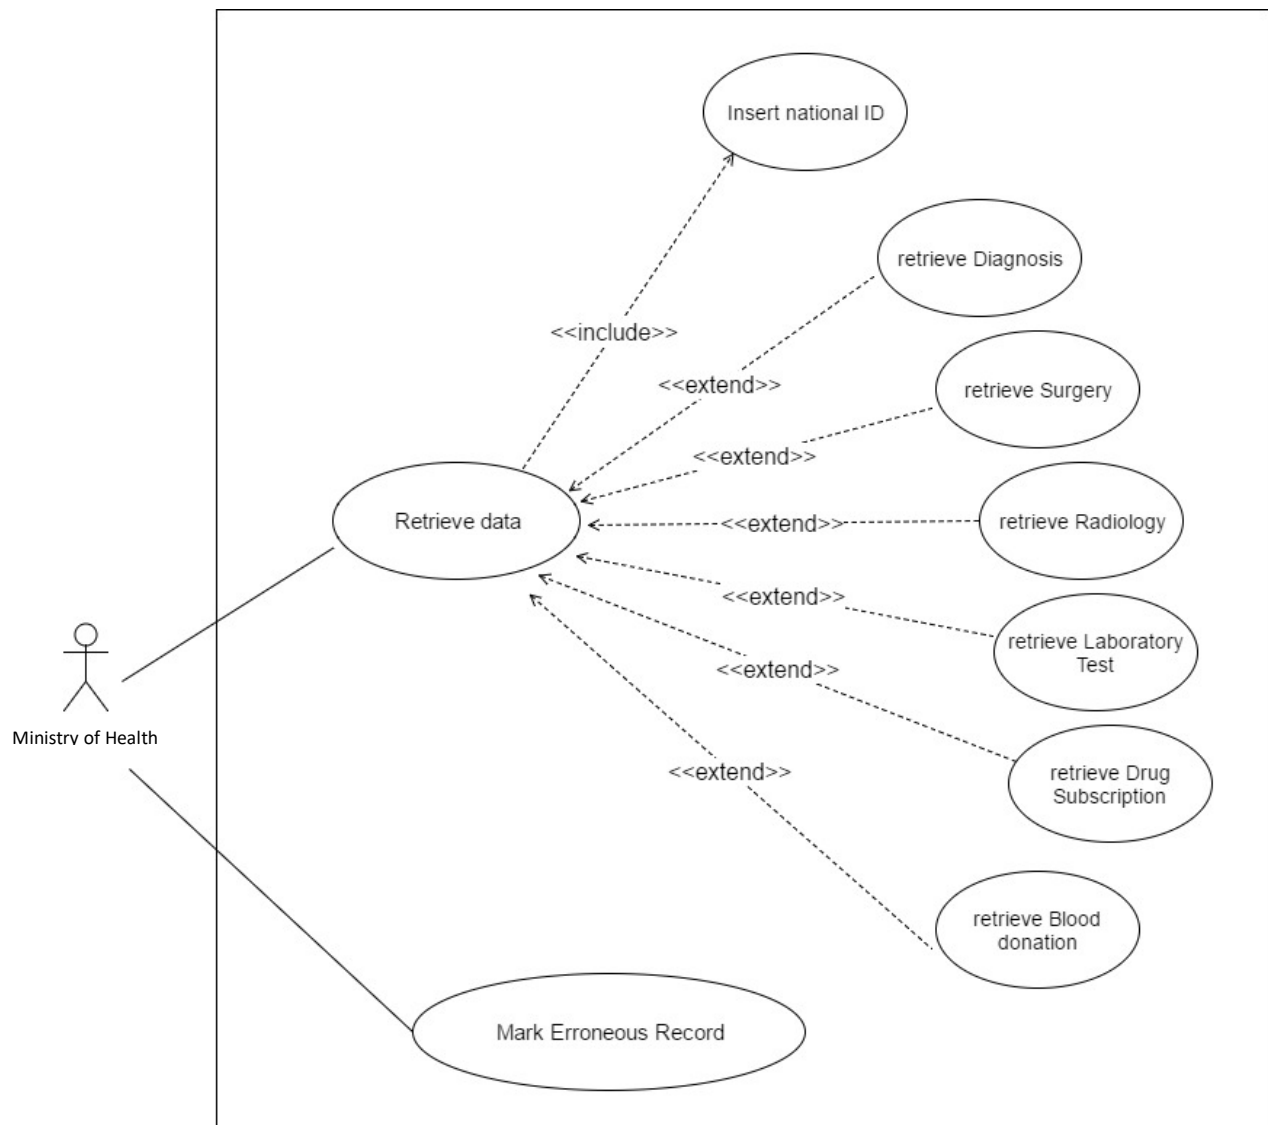 Insert national ID
retrieve Diagnosis
<<include>>
<<extend>>
retrieve Surgery
<<extend>>
Retrieve data
<<extend>>
retrieve Radiology
<<extend>>
retrieve Laboratory
Test
<<extend>>
Ministry of Health
<<extend>>
retrieve Drug
Subscription
retrieve Blood
donation
Mark Erroneous Record